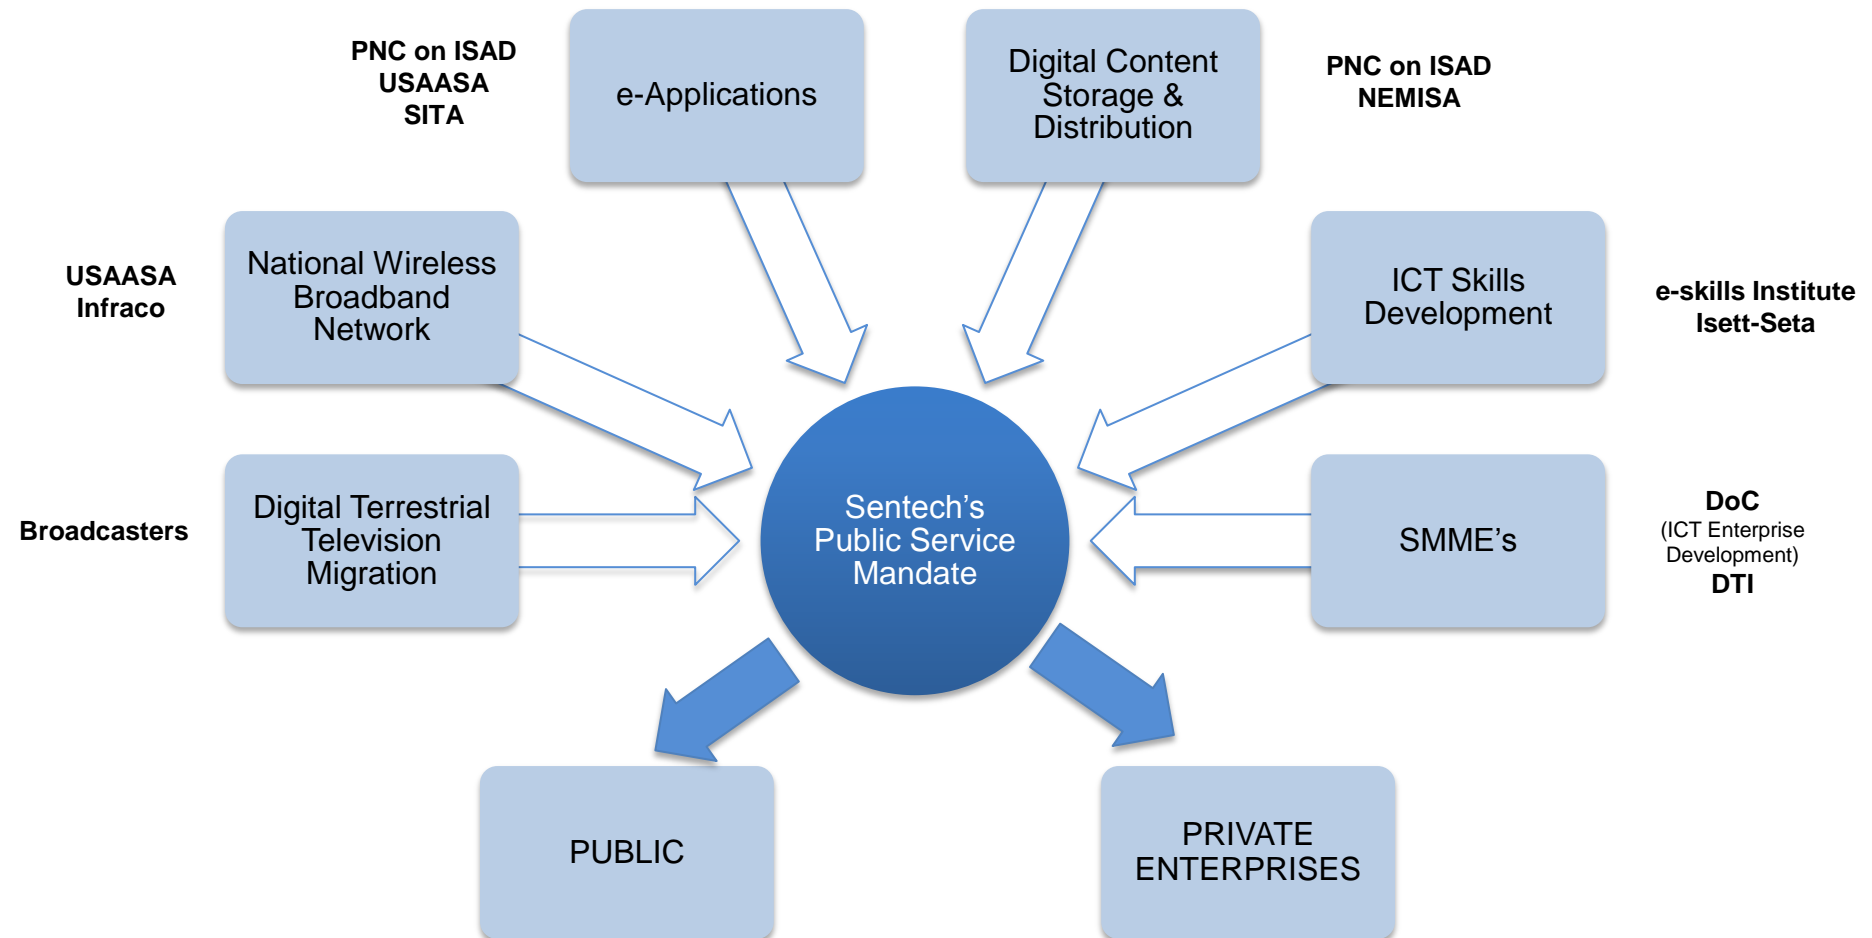 PNC on ISAD
USAASA
SITA
e-Applications
Digital Content
Storage &
Distribution
PNC on ISAD
NEMISA
USAASA
Infraco
National Wireless
Broadband
Network
ICT Skills
Development
e-skills Institute
Isett-Seta
Broadcasters
Digital Terrestrial
Television
Migration
Sentech’s
Public Service
Mandate
SMME’s
DoC
(ICT Enterprise
Development)
DTI
PUBLIC
PRIVATE
ENTERPRISES